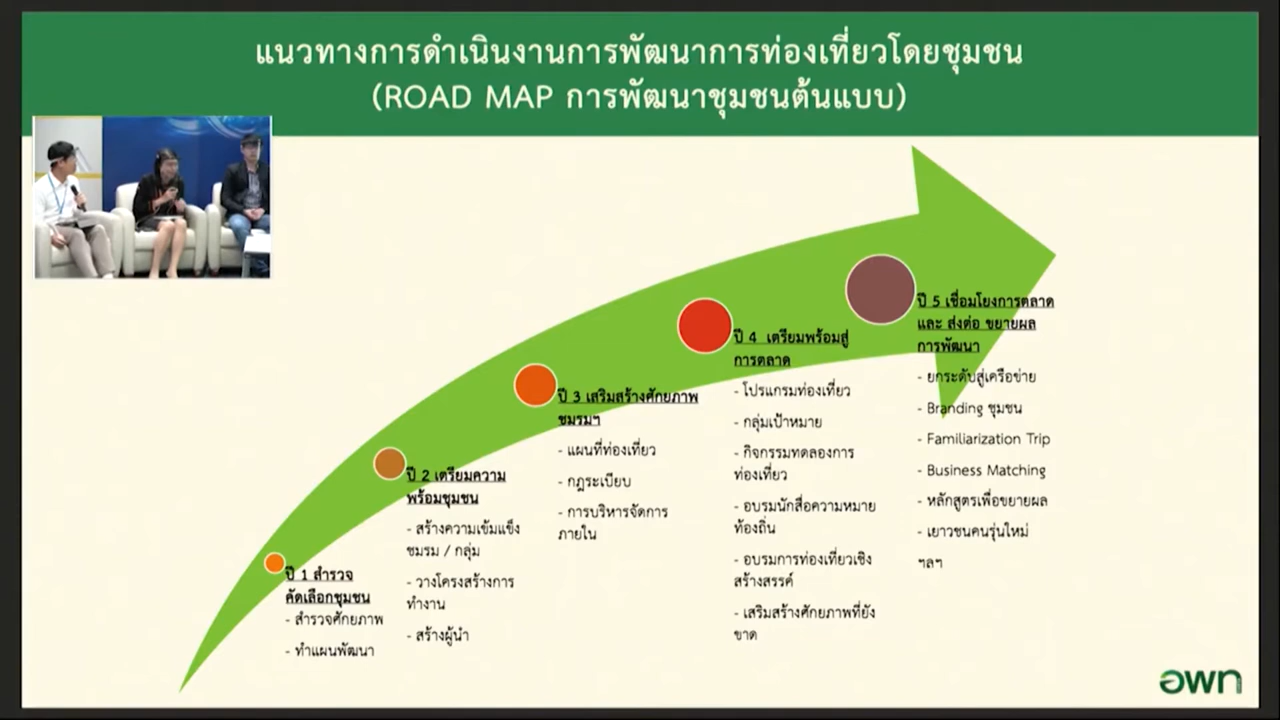 แนวทางการดำเนินงานการพัฒนาการท่องเที่ยวโดยชุมชน
(ROAD MAP การพัฒนาชุมชนต้นแบบ)
ปี 1 สำรวจ
คัดเลือกชุมชน
- สำรวจศักยภาพ
- ทำแผนพัฒนา
ปี 2 เตรียมความ
พร้อมชุมชน
- สร้างความเข้มแข็ง
ชมรม / กลุ่ม
- วางโครงสร้างการ
ทำงาน
- สร้างผู้นำ
ปี 3 เสริมสร้างศักยภาพ
ชมรมฯ
- แผนที่ท่องเที่ยว
- กฎระเบียบ
- การบริหารจัดการ
ภายใน
ปี 4 เตรียมพร้อมสู่
การตลาด
- โปรแกรมท่องเที่ยว
- กลุ่มเป้าหมาย
- กิจกรรมทดลองการ
ท่องเที่ยว
- อบรมนักสื่อความหมาย
ท้องถิ่น
- อบรมการท่องเที่ยวเชิง
สร้างสรรค์
- เสริมสร้างศักยภาพที่ยัง
ขาด
ปี 5 เชื่อมโยงการตลาด
และ ส่งต่อ ขยายผล
การพัฒนา
- ยกระดับสู่เครือข่าย
- Branding ชุมชน
- Familiarization Trip
- Business Matching
- หลักสูตรเพื่อขยายผล
- เยาวชนคนรุ่นใหม่
ฯลฯ
อพท